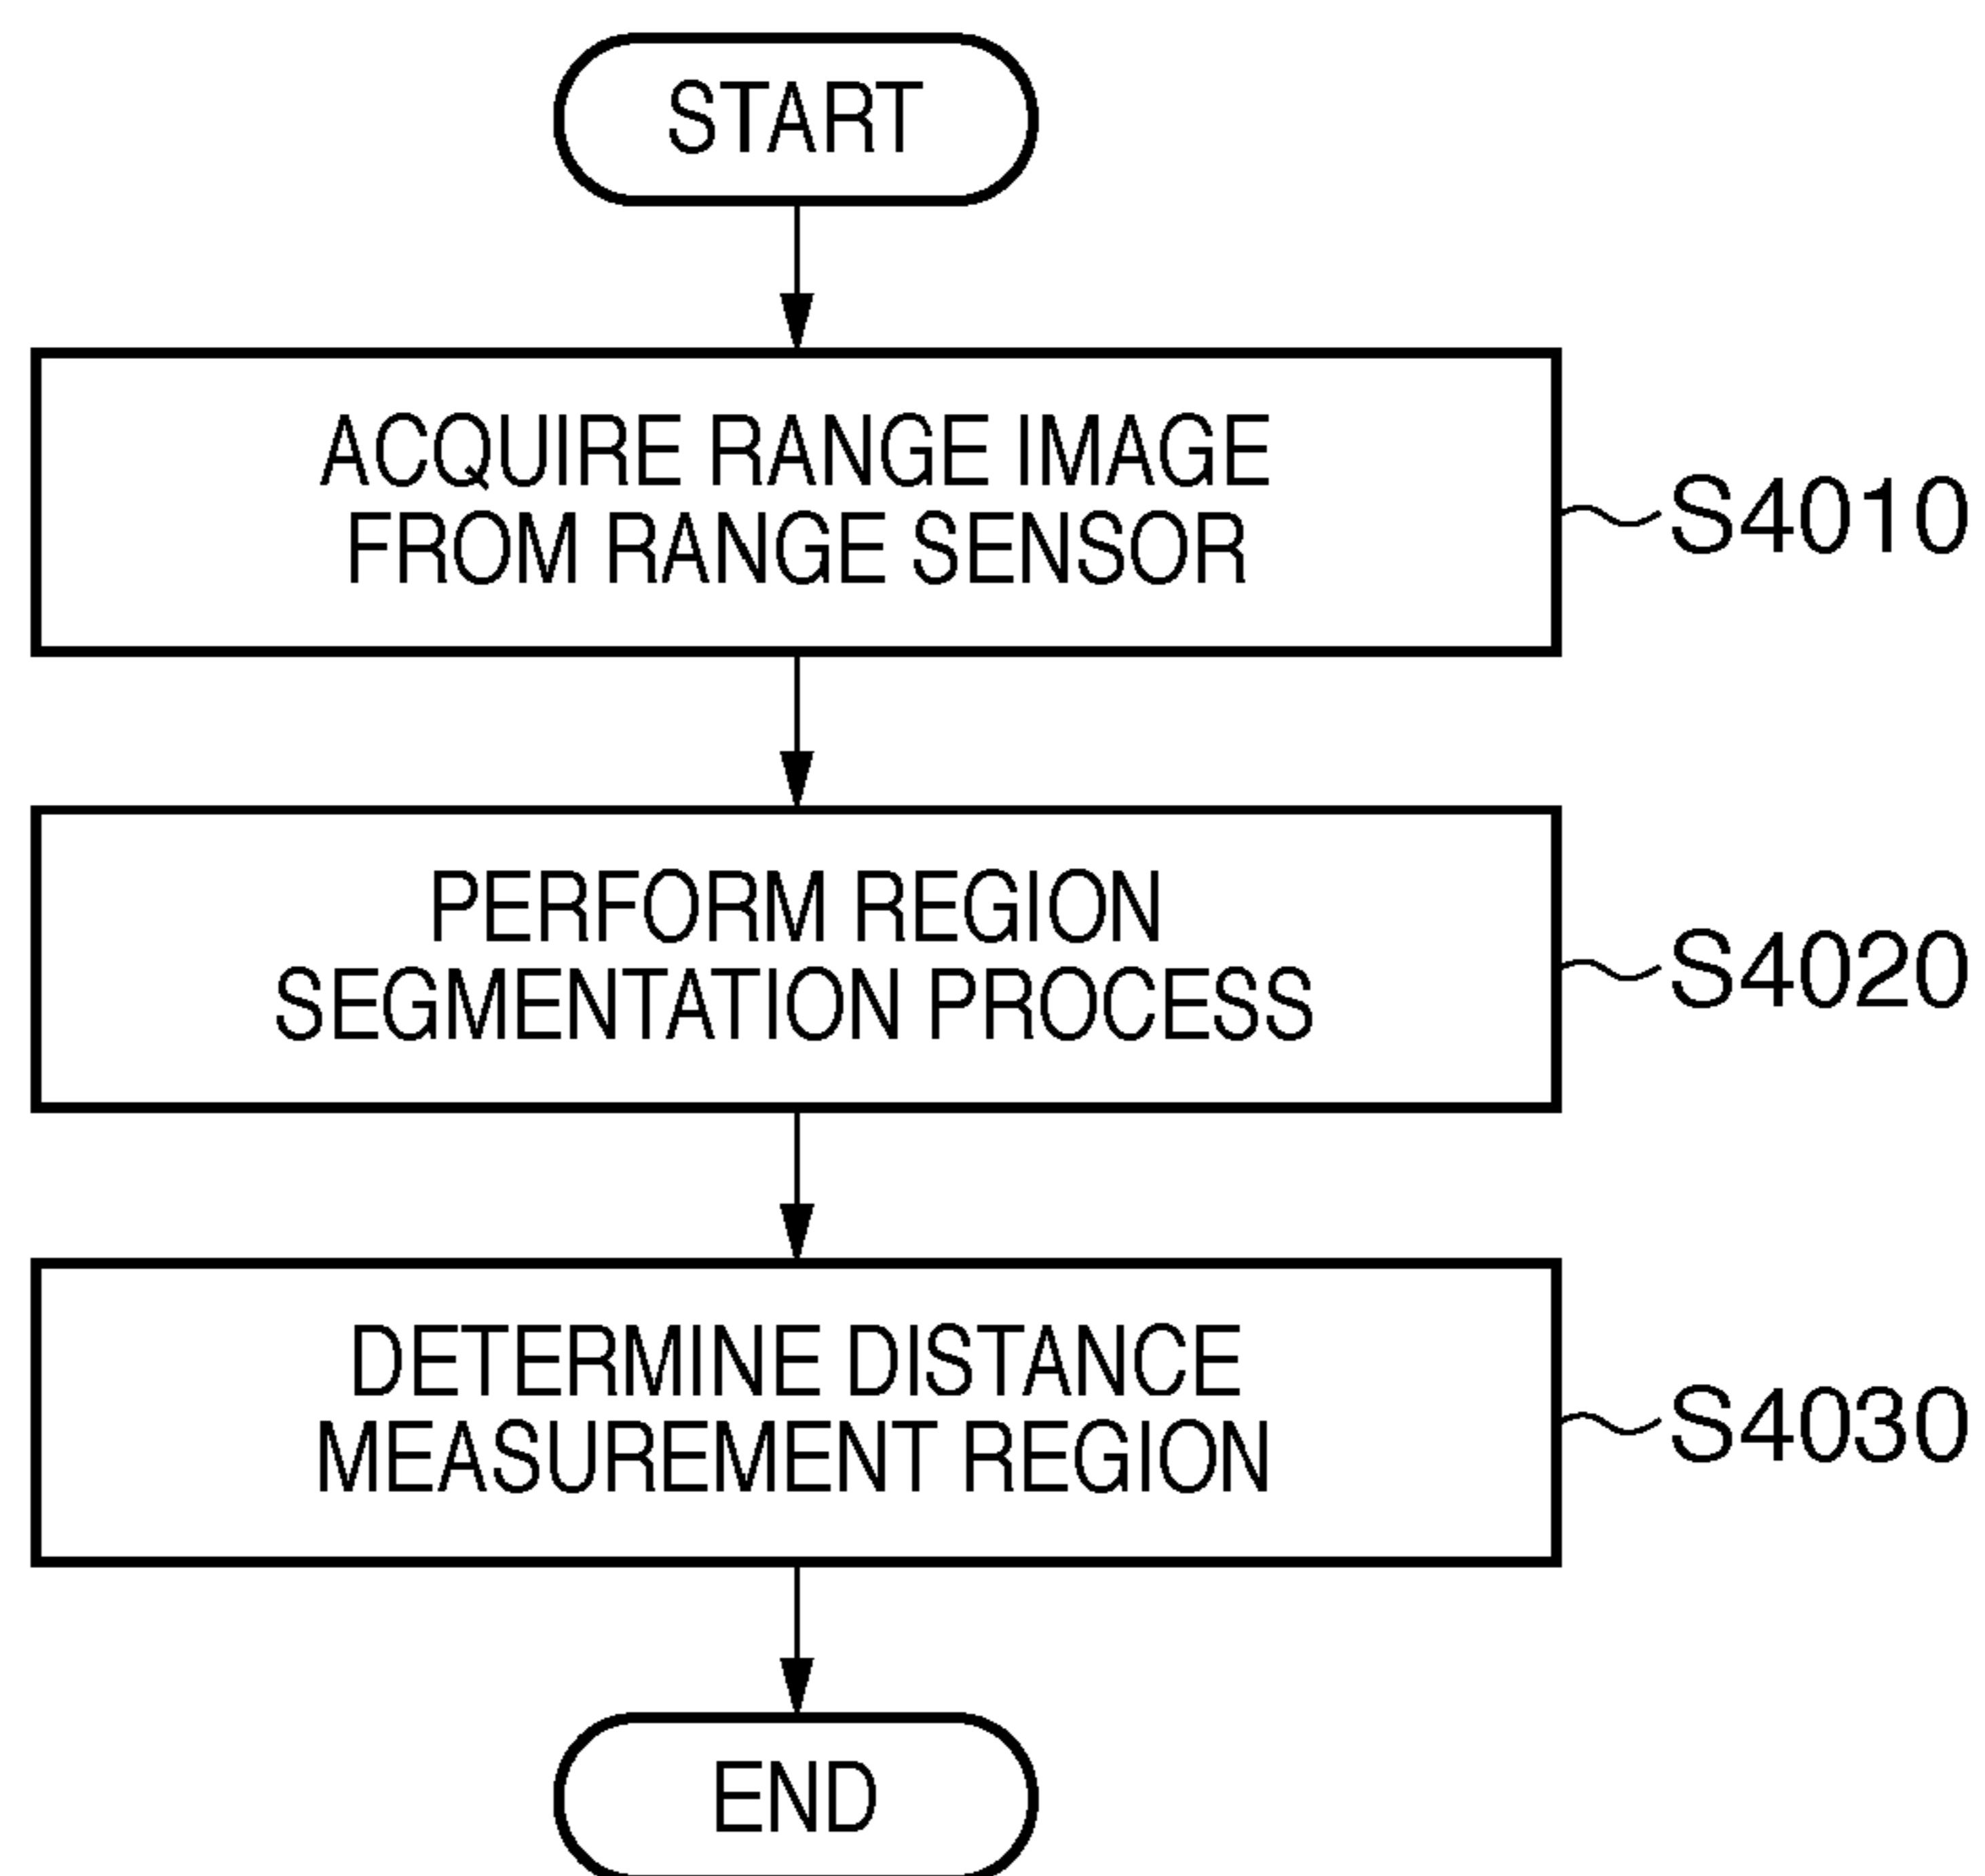 START
ACQUIRE RANGE IMAGE
FROM RANGE SENSOR
S4010
PERFORM REGION
SEGMENTATION PROCESS
S4020
DETERMINE DISTANCE
MEASUREMENT REGION
S4030
END